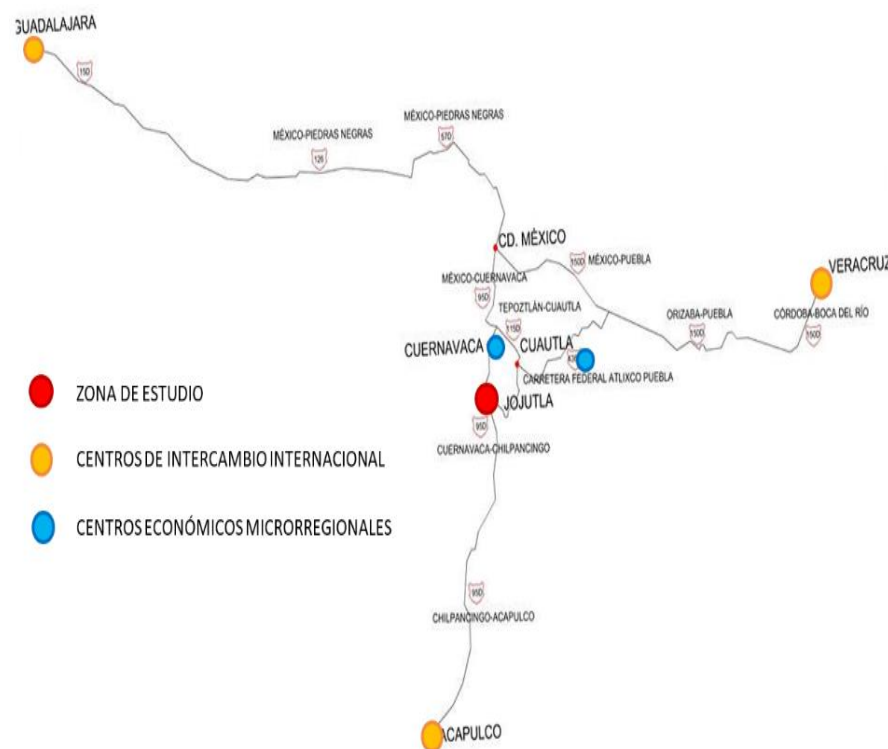 GUADALAJARA
15D
MÉXICO-PIEDRAS NEGRAS
MÉXICO-PIEDRAS NEGRAS
57D
126
CD. MÉXICO
MÉXICO-PUEBLA
150D
VERACRUZ
MÉXICO-CUERNAVACA
95D
TEPOZTLÁN-CUAUTLA
115D
ORIZABA-PUEBLA
150D
CÓRDOBA-BOCA DEL RÍO
150D
CUERNAVACA
CUAUTLA
CARRETERA FEDERAL ATLIXCO PUEBLA
ZONA DE ESTUDIO
JOJUTLA
95D
CUERNAVACA-CHILPANCINGO
CENTROS DE INTERCAMBIO INTERNACIONAL
CENTROS ECONÓMICOS MICRORREGIONALES
95D
CHILPANCINGO-ACAPULCO
ACAPULCO